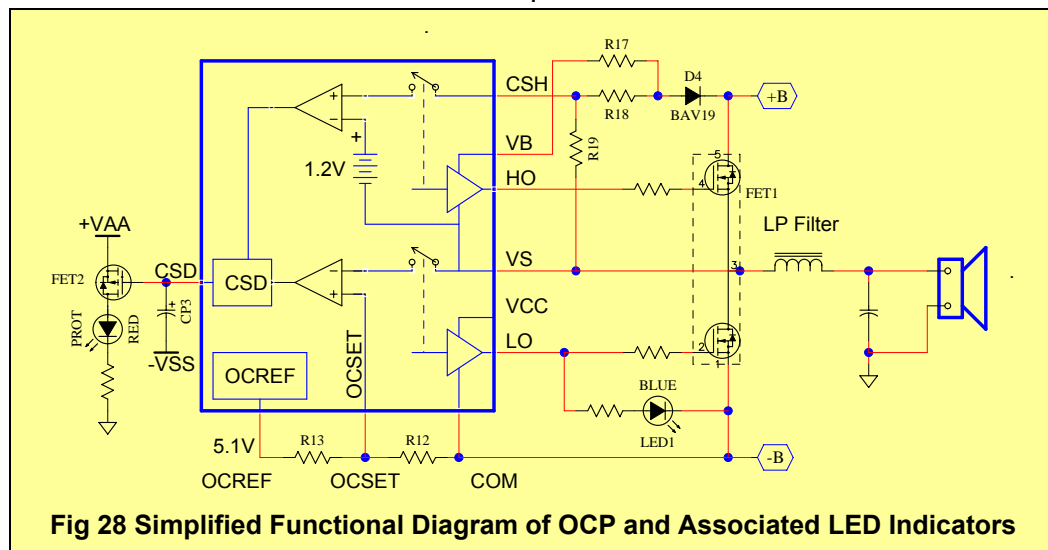 R17
CSH
D4
+B
R18
BAV19
R19
VB
1.2V
HO
5
4
FET1
+VAA
LP Filter
FET2
CSD
CSD
VS
3
VCC
PROT
RED
CP3
LO
2
1
-VSS
OCSET
OCREF
BLUE
LED1
5.1V
R13
R12
-B
OCREF
OCSET
COM
Fig 28 Simplified Functional Diagram of OCP and Associated LED Indicators